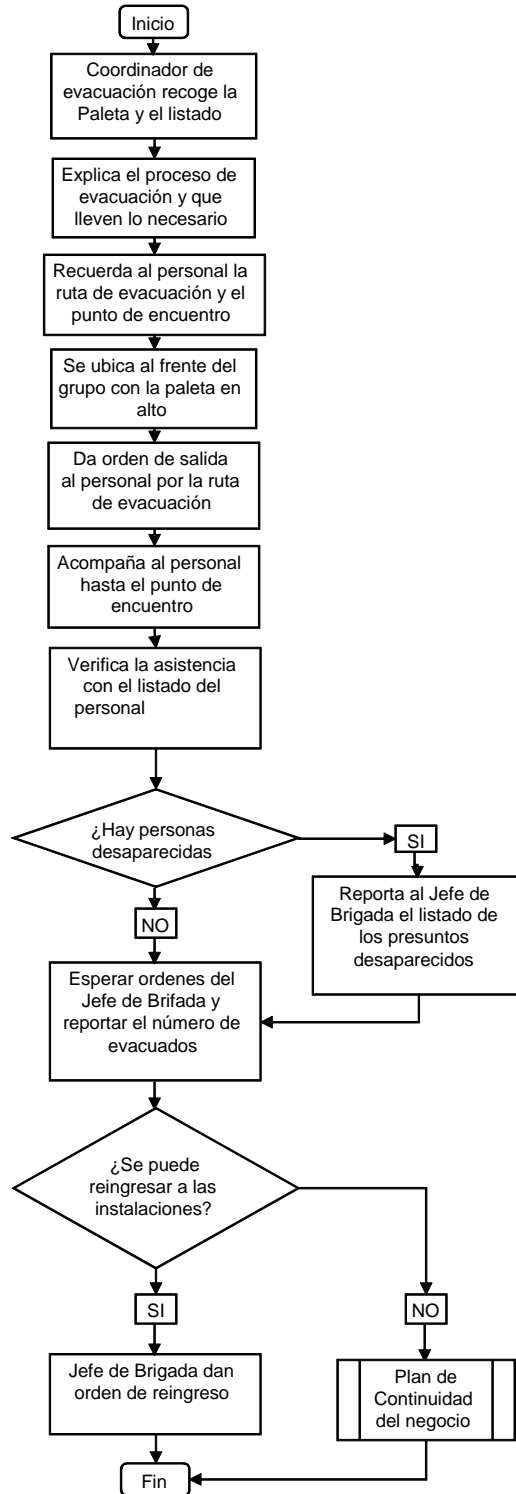 Inicio
Coordinador de
evacuación recoge la
Paleta y el listado
Explica el proceso de
evacuación y que
lleven lo necesario
Recuerda al personal la
ruta de evacuación y el
punto de encuentro
Se ubica al frente del
grupo con la paleta en
alto
Da orden de salida
al personal por la ruta
de evacuación
Acompaña al personal
hasta el punto de
encuentro
Verifica la asistencia
con el listado del
personal
¿Hay personas
desaparecidas
SI
Reporta al Jefe de
Brigada el listado de
los presuntos
desaparecidos
NO
Esperar ordenes del
Jefe de Brifada y
reportar el número de
evacuados
¿Se puede
reingresar a las
instalaciones?
SI
NO
Jefe de Brigada dan
orden de reingreso
Plan de
Continuidad
del negocio
Fin